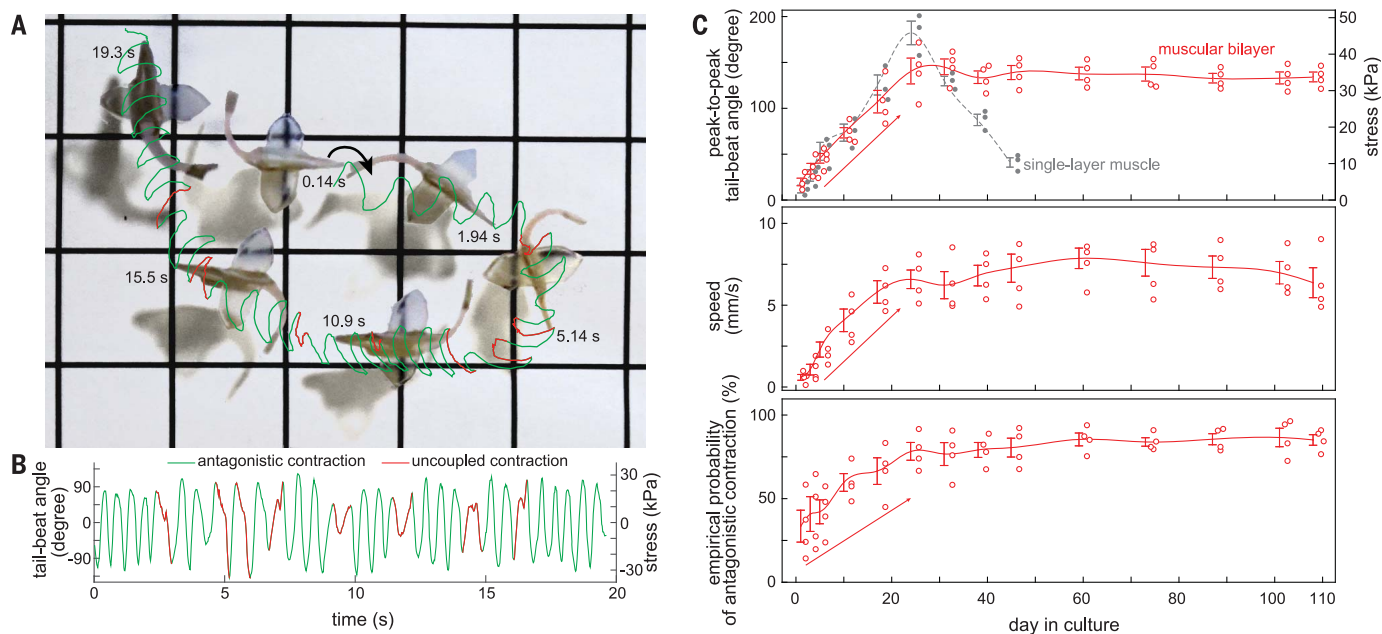 A
19.3 s
0.14 s
1.94 s
15.5 s
10.9 s
5.14 s
B
antagonistic contraction
uncoupled contraction
tail-beat angle
(degree)
90
0
-90
30
0
-30
stress (kPa)
0
5
10
15
20
time (s)
C
peak-to-peak
tail-beat angle (degree)
200
100
0
muscular bilayer
single-layer muscle
50
40
30
20
10
0
stress (kPa)
speed
(mm/s)
10
5
0
empirical probability
of antagonistic contraction (%)
100
50
0
0
20
40
60
80
100
110
day in culture